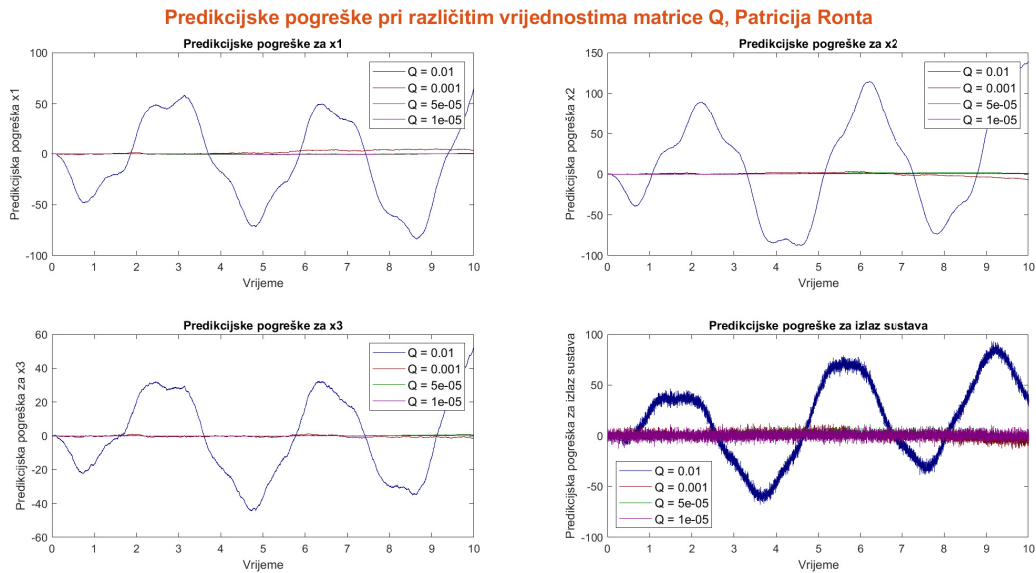 Predikcijske pogreške pri različitim vrijednostima matrice Q, Patricija Ronta
Predikcijske pogreške za x1
Predikcijska pogreška x1
100
50
0
-50
-100
0 1 2 3 4 5 6 7 8 9 10
Vrijeme
Q = 0.01
Q = 0.001
Q = 5e-05
Q = 1e-05
Predikcijske pogreške za x2
Predikcijska pogreška x2
150
100
50
0
-50
-100
0 1 2 3 4 5 6 7 8 9 10
Vrijeme
Q = 0.01
Q = 0.001
Q = 5e-05
Q = 1e-05
Predikcijske pogreške za x3
Predikcijska pogreška za x3
60
40
20
0
-20
-40
-60
0 1 2 3 4 5 6 7 8 9 10
Vrijeme
Q = 0.01
Q = 0.001
Q = 5e-05
Q = 1e-05
Predikcijske pogreške za izlaz sustava
Predikcijska pogreška za izlaz sustava
100
50
0
-50
-100
0 1 2 3 4 5 6 7 8 9 10
Vrijeme
Q = 0.01
Q = 0.001
Q = 5e-05
Q = 1e-05